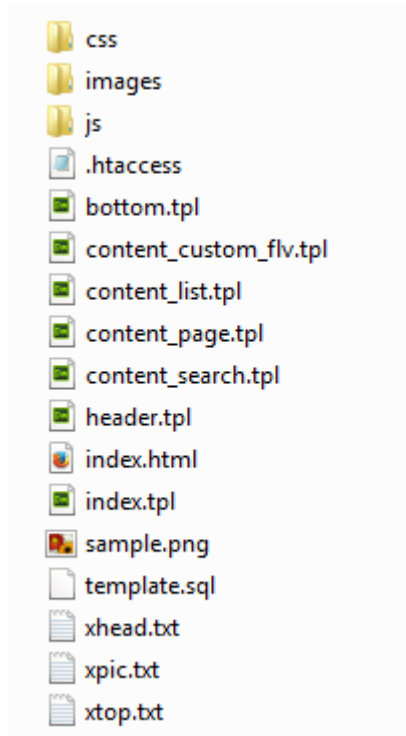 css
images
js
.htaccess
bottom.tpl
content_custom_flv.tpl
content_list.tpl
content_page.tpl
content_search.tpl
header.tpl
index.html
index.tpl
sample.png
template.sql
xhead.txt
xpic.txt
xtop.txt